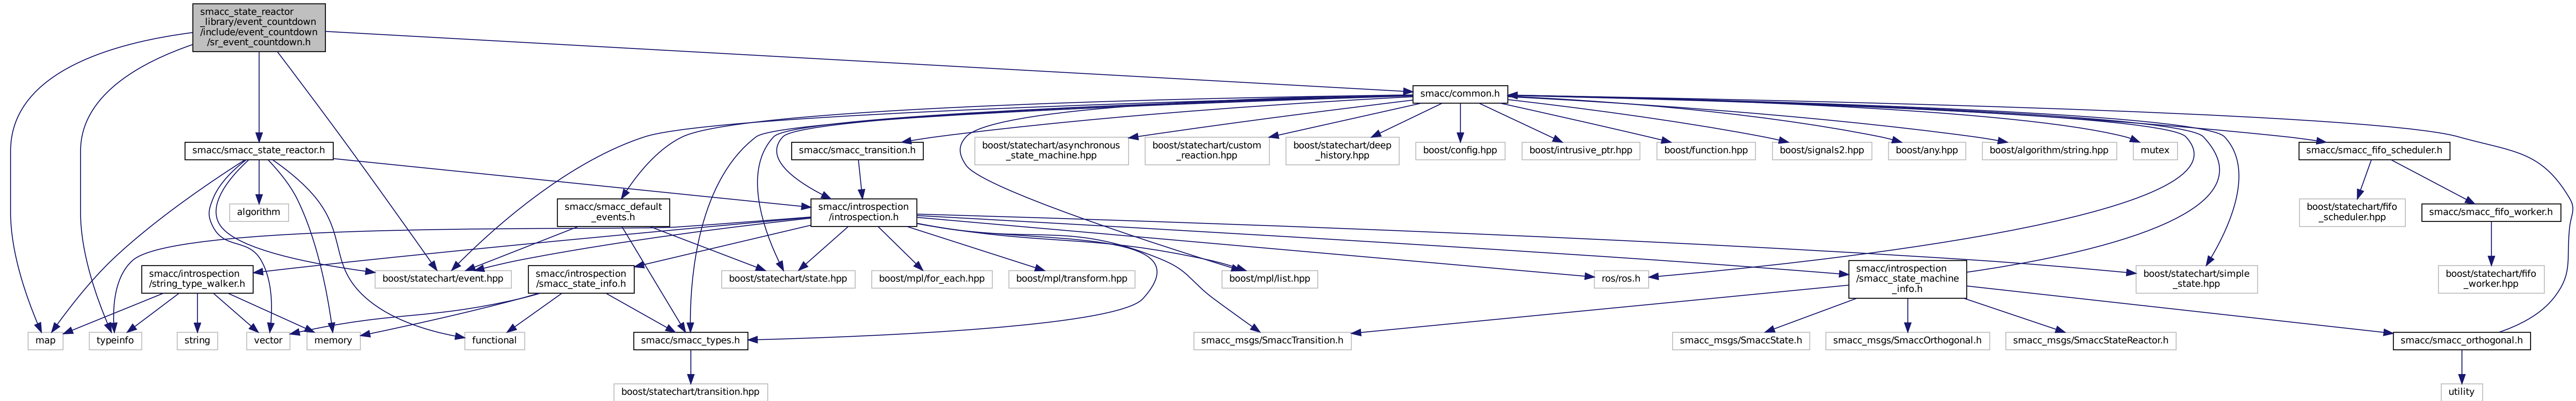 smacc_state_reactor
_library/event_countdown
/include/event_countdown
/sr_event_countdown.h
smacc/common.h
smacc/smacc_state_reactor.h
smacc/smacc_transition.h
boost/statechart/asynchronous
_state_machine.hpp
boost/statechart/custom
_reaction.hpp
boost/statechart/deep
_history.hpp
boost/config.hpp
boost/intrusive_ptr.hpp
boost/function.hpp
boost/signals2.hpp
boost/any.hpp
boost/algorithm/string.hpp
mutex
smacc/smacc_fifo_scheduler.h
algorithm
smacc/smacc_default
_events.h
smacc/introspection
/introspection.h
boost/statechart/fifo
_scheduler.hpp
smacc/smacc_fifo_worker.h
smacc/introspection
/string_type_walker.h
boost/statechart/event.hpp
smacc/introspection
/smacc_state_info.h
boost/statechart/state.hpp
boost/mpl/for_each.hpp
boost/mpl/transform.hpp
boost/mpl/list.hpp
ros/ros.h
smacc/introspection
/smacc_state_machine
_info.h
boost/statechart/simple
_state.hpp
boost/statechart/fifo
_worker.hpp
map
typeinfo
string
vector
memory
functional
smacc/smacc_types.h
smacc_msgs/SmaccTransition.h
smacc_msgs/SmaccState.h
smacc_msgs/SmaccOrthogonal.h
smacc_msgs/SmaccStateReactor.h
smacc/smacc_orthogonal.h
boost/statechart/transition.hpp
utility